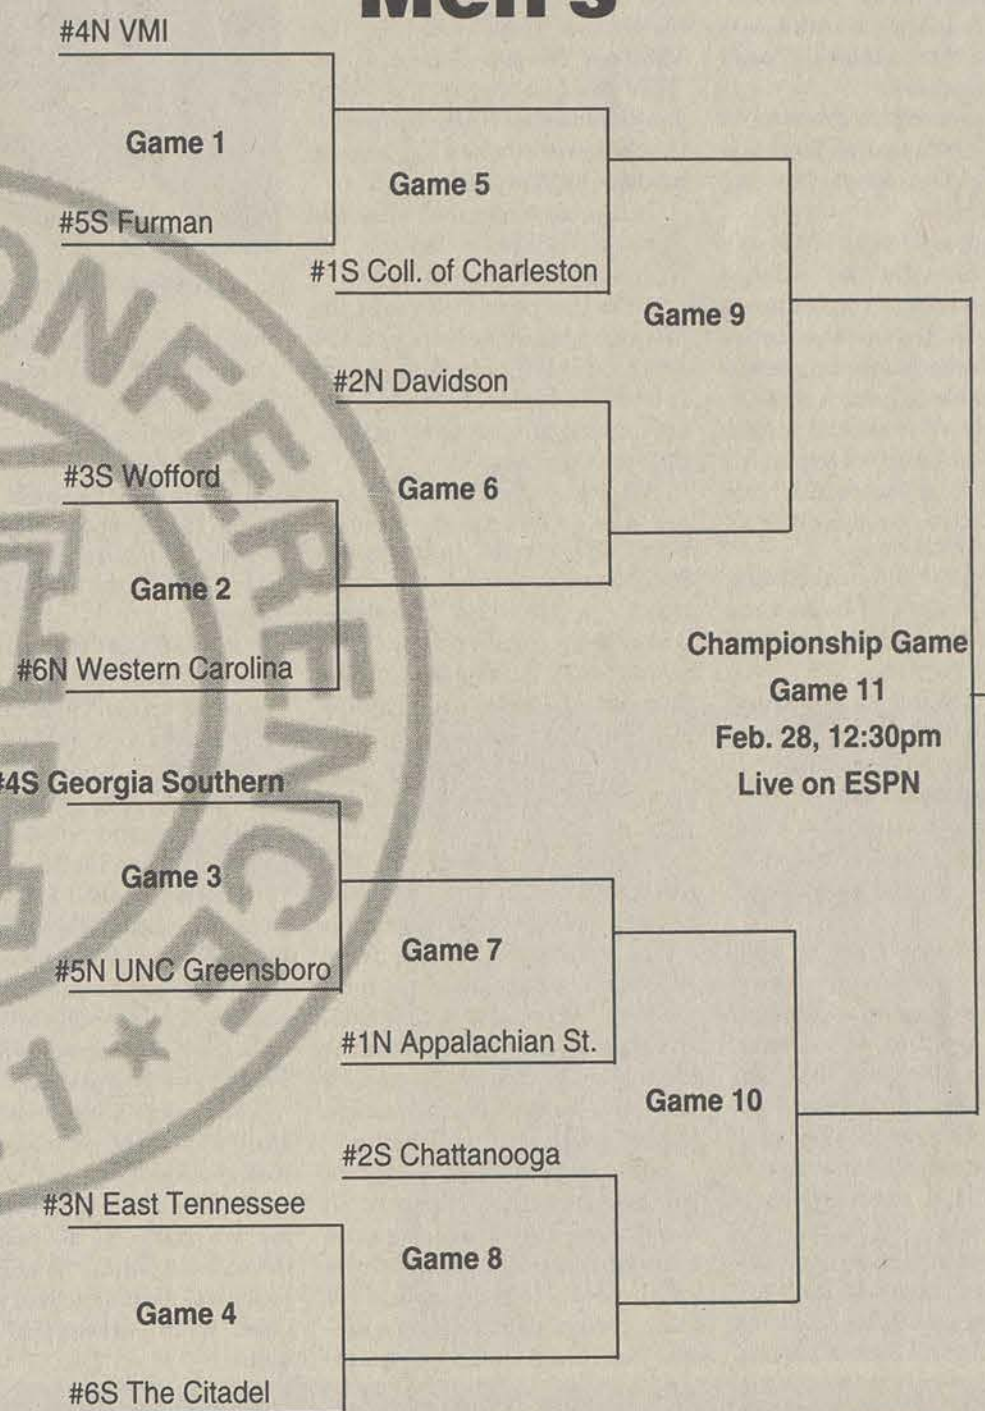 Men's
#4N VMI
Game 1
#5S Furman
Game 5
#1S Coll. of Charleston
Game 9
#2N Davidson
#3S Wofford
Game 6
Game 2
#6N Western Carolina
Championship Game
Game 11
Feb. 28, 12:30pm
Live on ESPN
#4S Georgia Southern
Game 3
#5N UNC Greensboro
Game 7
#1N Appalachian St.
Game 10
#2S Chattanooga
#3N East Tennessee
Game 8
Game 4
#6S The Citadel
ONFERENCE
1